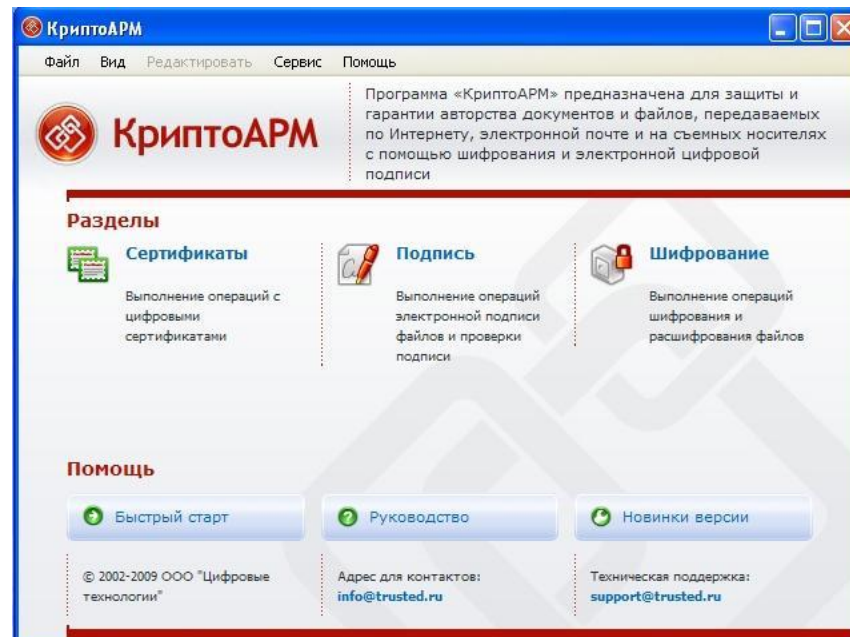 КриптоАРМ
Файл Вид Редактировать Сервис Помощь
КриптоАРМ
Программа «КриптоАРМ» предназначена для защиты и
гарантии авторства документов и файлов, передаваемых
по Интернету, электронной почте и на съемных носителях
с помощью шифрования и электронной цифровой
подписи
Разделы
Сертификаты
Выполнение операций с
цифровыми
сертификатами
Подпись
Выполнение операций
электронной подписи
файлов и проверки
подписи
Шифрование
Выполнение операций
шифрования и
расшифрования файлов
Помощь
Быстрый старт
Руководство
Новинки версии
© 2002-2009 ООО "Цифровые
технологии"
Адрес для контактов:
info@trusted.ru
Техническая поддержка:
support@trusted.ru